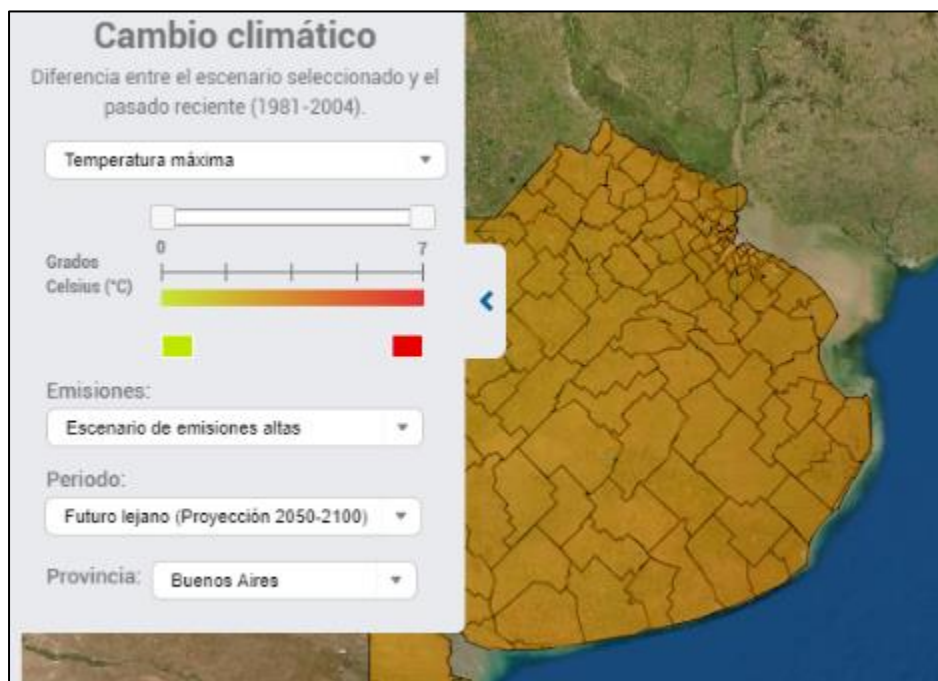 Cambio climático
Diferencia entre el escenario seleccionado y el
pasado reciente (1981-2004).
Temperatura máxima
0 7
Grados
Celsius (°C)
Emisiones:
Escenario de emisiones altas
Periodo:
Futuro lejano (Proyección 2050-2100)
Provincia: Buenos Aires